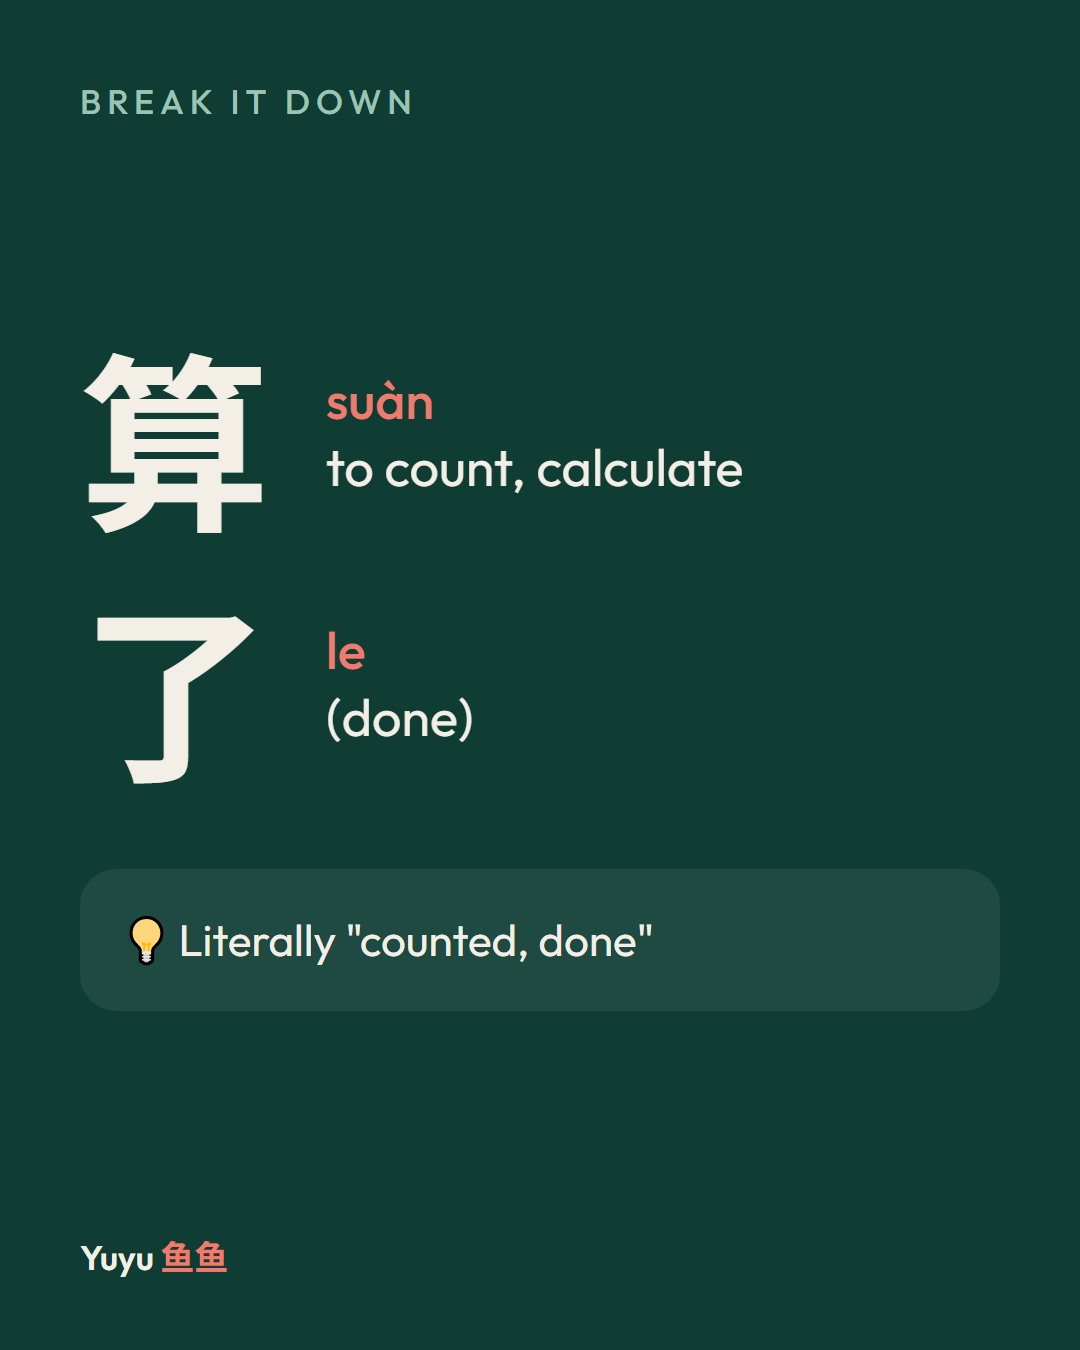 BREAK IT DOWN
算
suàn
to count, calculate
了
le
(done)
💡 Literally "counted, done"
Yuyu 鱼鱼